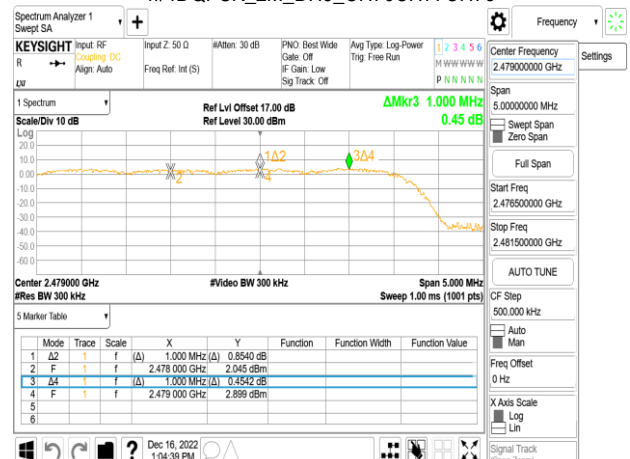 Spectrum Analyzer 1
Swept SA
Frequency
KEYSIGHT
Input: RF
Coupling: DC
Align: Auto
Input Z: 50 Ω
Freq Ref: Int (S)
#Atten: 30 dB
PNO: Best Wide
Gate: Off
IF Gain: Low
Sig Track: Off
Avg Type: Log-Power
Trig: Free Run
1 2 3 4 5 6
M W W W W W
P N N N N N
R
LXI
1 Spectrum
Scale/Div 10 dB
Ref Lvl Offset 17.00 dB
Ref Level 30.00 dBm
ΔMkr3 1.000 MHz
0.45 dB
Log
20.0
10.0
0.00
-10.0
-20.0
-30.0
-40.0
-50.0
-60.0
1Δ2
2
3Δ4
4
Center 2.479000 GHz
#Res BW 300 kHz
#Video BW 300 kHz
Span 5.000 MHz
Sweep 1.00 ms (1001 pts)
5 Marker Table
Mode Trace Scale X Y Function Function Width Function Value
1 Δ2 1 f (Δ) 1.000 MHz (Δ) 0.8540 dB
2 F 1 f 2.478 000 GHz 2.045 dBm
3 Δ4 1 f (Δ) 1.000 MHz (Δ) 0.4542 dB
4 F 1 f 2.479 000 GHz 2.899 dBm
5
6
?
Dec 16, 2022
1:04:39 PM
Center Frequency
2.479000000 GHz
Span
5.00000000 MHz
Swept Span
Zero Span
Full Span
Start Freq
2.476500000 GHz
Stop Freq
2.481500000 GHz
AUTO TUNE
CF Step
500.000 kHz
Auto
Man
Freq Offset
0 Hz
X Axis Scale
Log
Lin
Signal Track
Settings